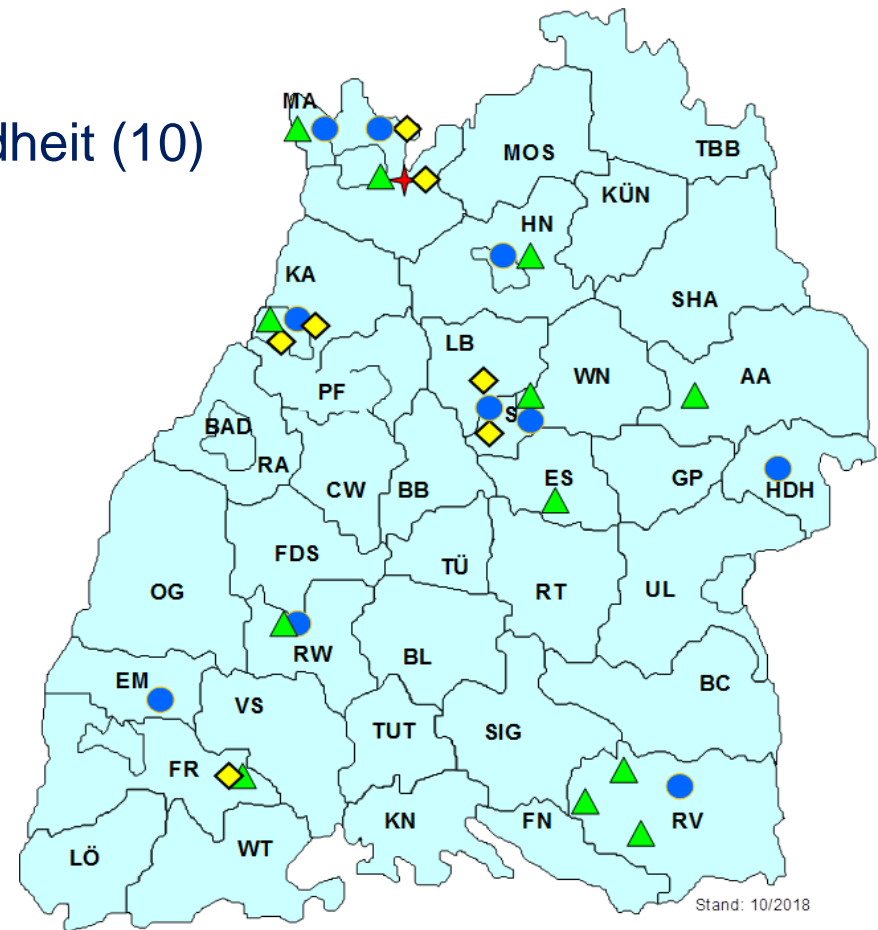 dheit (10)
MA
MOS
TBB
KÜN
HN
KA
SHA
LB
WN
AA
PF
S
BAD
RA
CW
BB
ES
GP
HDH
FDS
TÜ
OG
RT
UL
RW
BL
EM
VS
BC
TUT
SIG
FR
KN
FN
RV
LÖ
WT
Stand: 10/2018